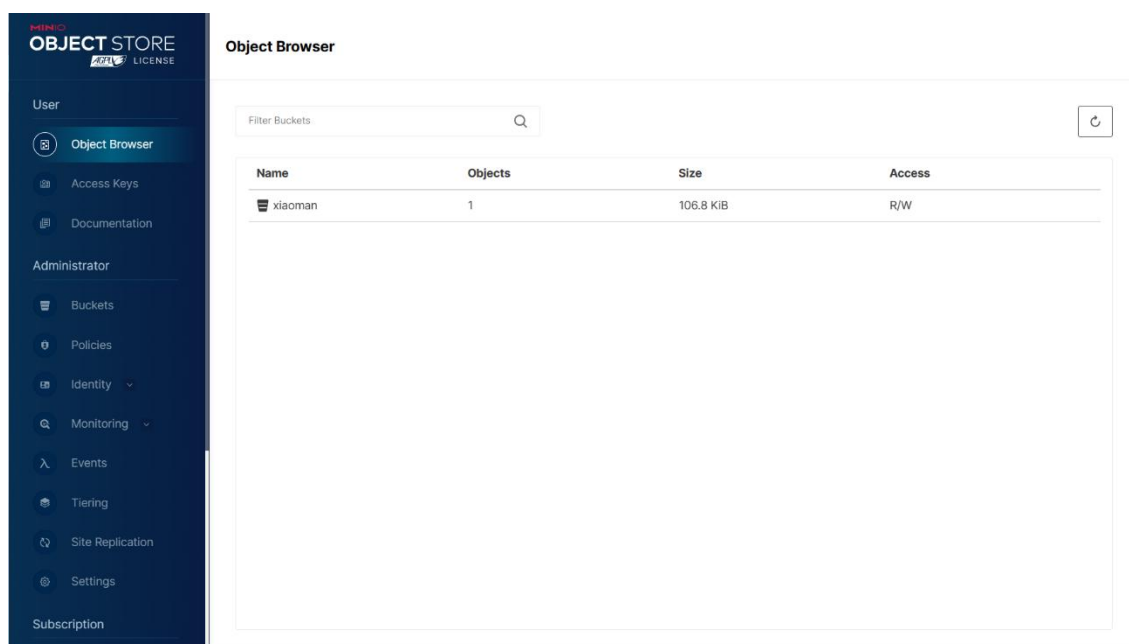 MINIO
OBJECT STORE
AGPLv3 LICENSE
User
Object Browser
Access Keys
Documentation
Administrator
Buckets
Policies
Identity
Monitoring
Events
Tiering
Site Replication
Settings
Subscription
Object Browser
Filter Buckets
Name Objects Size Access
xiaoman 1 106.8 KiB R/W